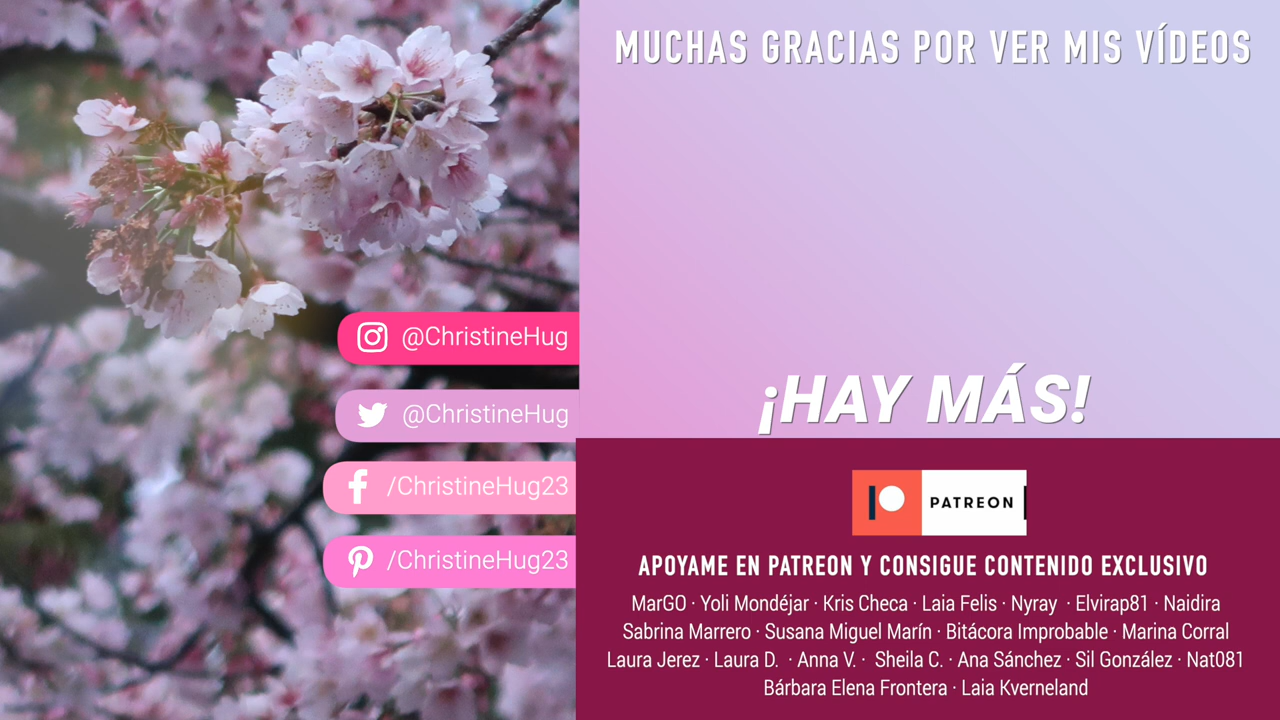 MUCHAS GRACIAS POR VER MIS VÍDEOS
@ChristineHug
@ChristineHug
/ChristineHug23
/ChristineHug23
¡HAY MÁS!
PATREON
APOYAME EN PATREON Y CONSIGUE CONTENIDO EXCLUSIVO
MarGO · Yoli Mondéjar · Kris Checa · Laia Felis · Nyray · Elvirap81 · Naidira
Sabrina Marrero · Susana Miguel Marín · Bitácora Improbable · Marina Corral
Laura Jerez · Laura D. · Anna V. · Sheila C. · Ana Sánchez · Sil González · Nat081
Bárbara Elena Frontera · Laia Kverneland